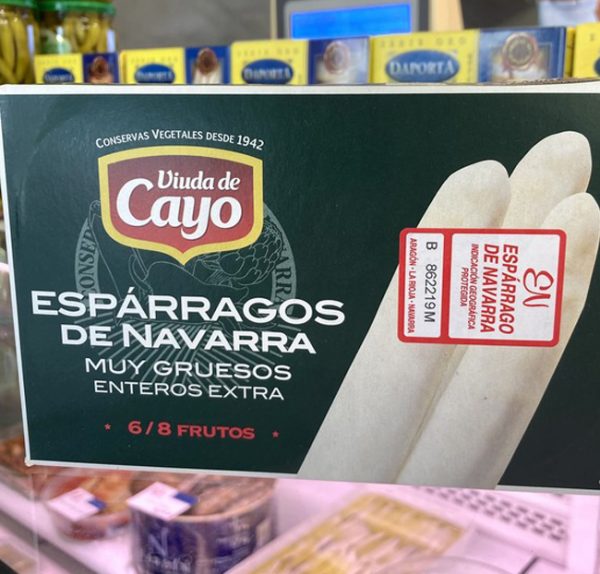 DAPORTA
DAPORTA
DAPORTA
CONSERVAS VEGETALES DESDE 1942
Viuda de
Cayo
ESPÁRRAGOS
DE NAVARRA
MUY GRUESOS
ENTEROS EXTRA
* 6/8 FRUTOS *
EN
ESPÁRRAGO
DE NAVARRA
INDICACIÓN GEOGRÁFICA
PROTEGIDA
B 862219 M
ARAGÓN - LA RIOJA - NAVARRA